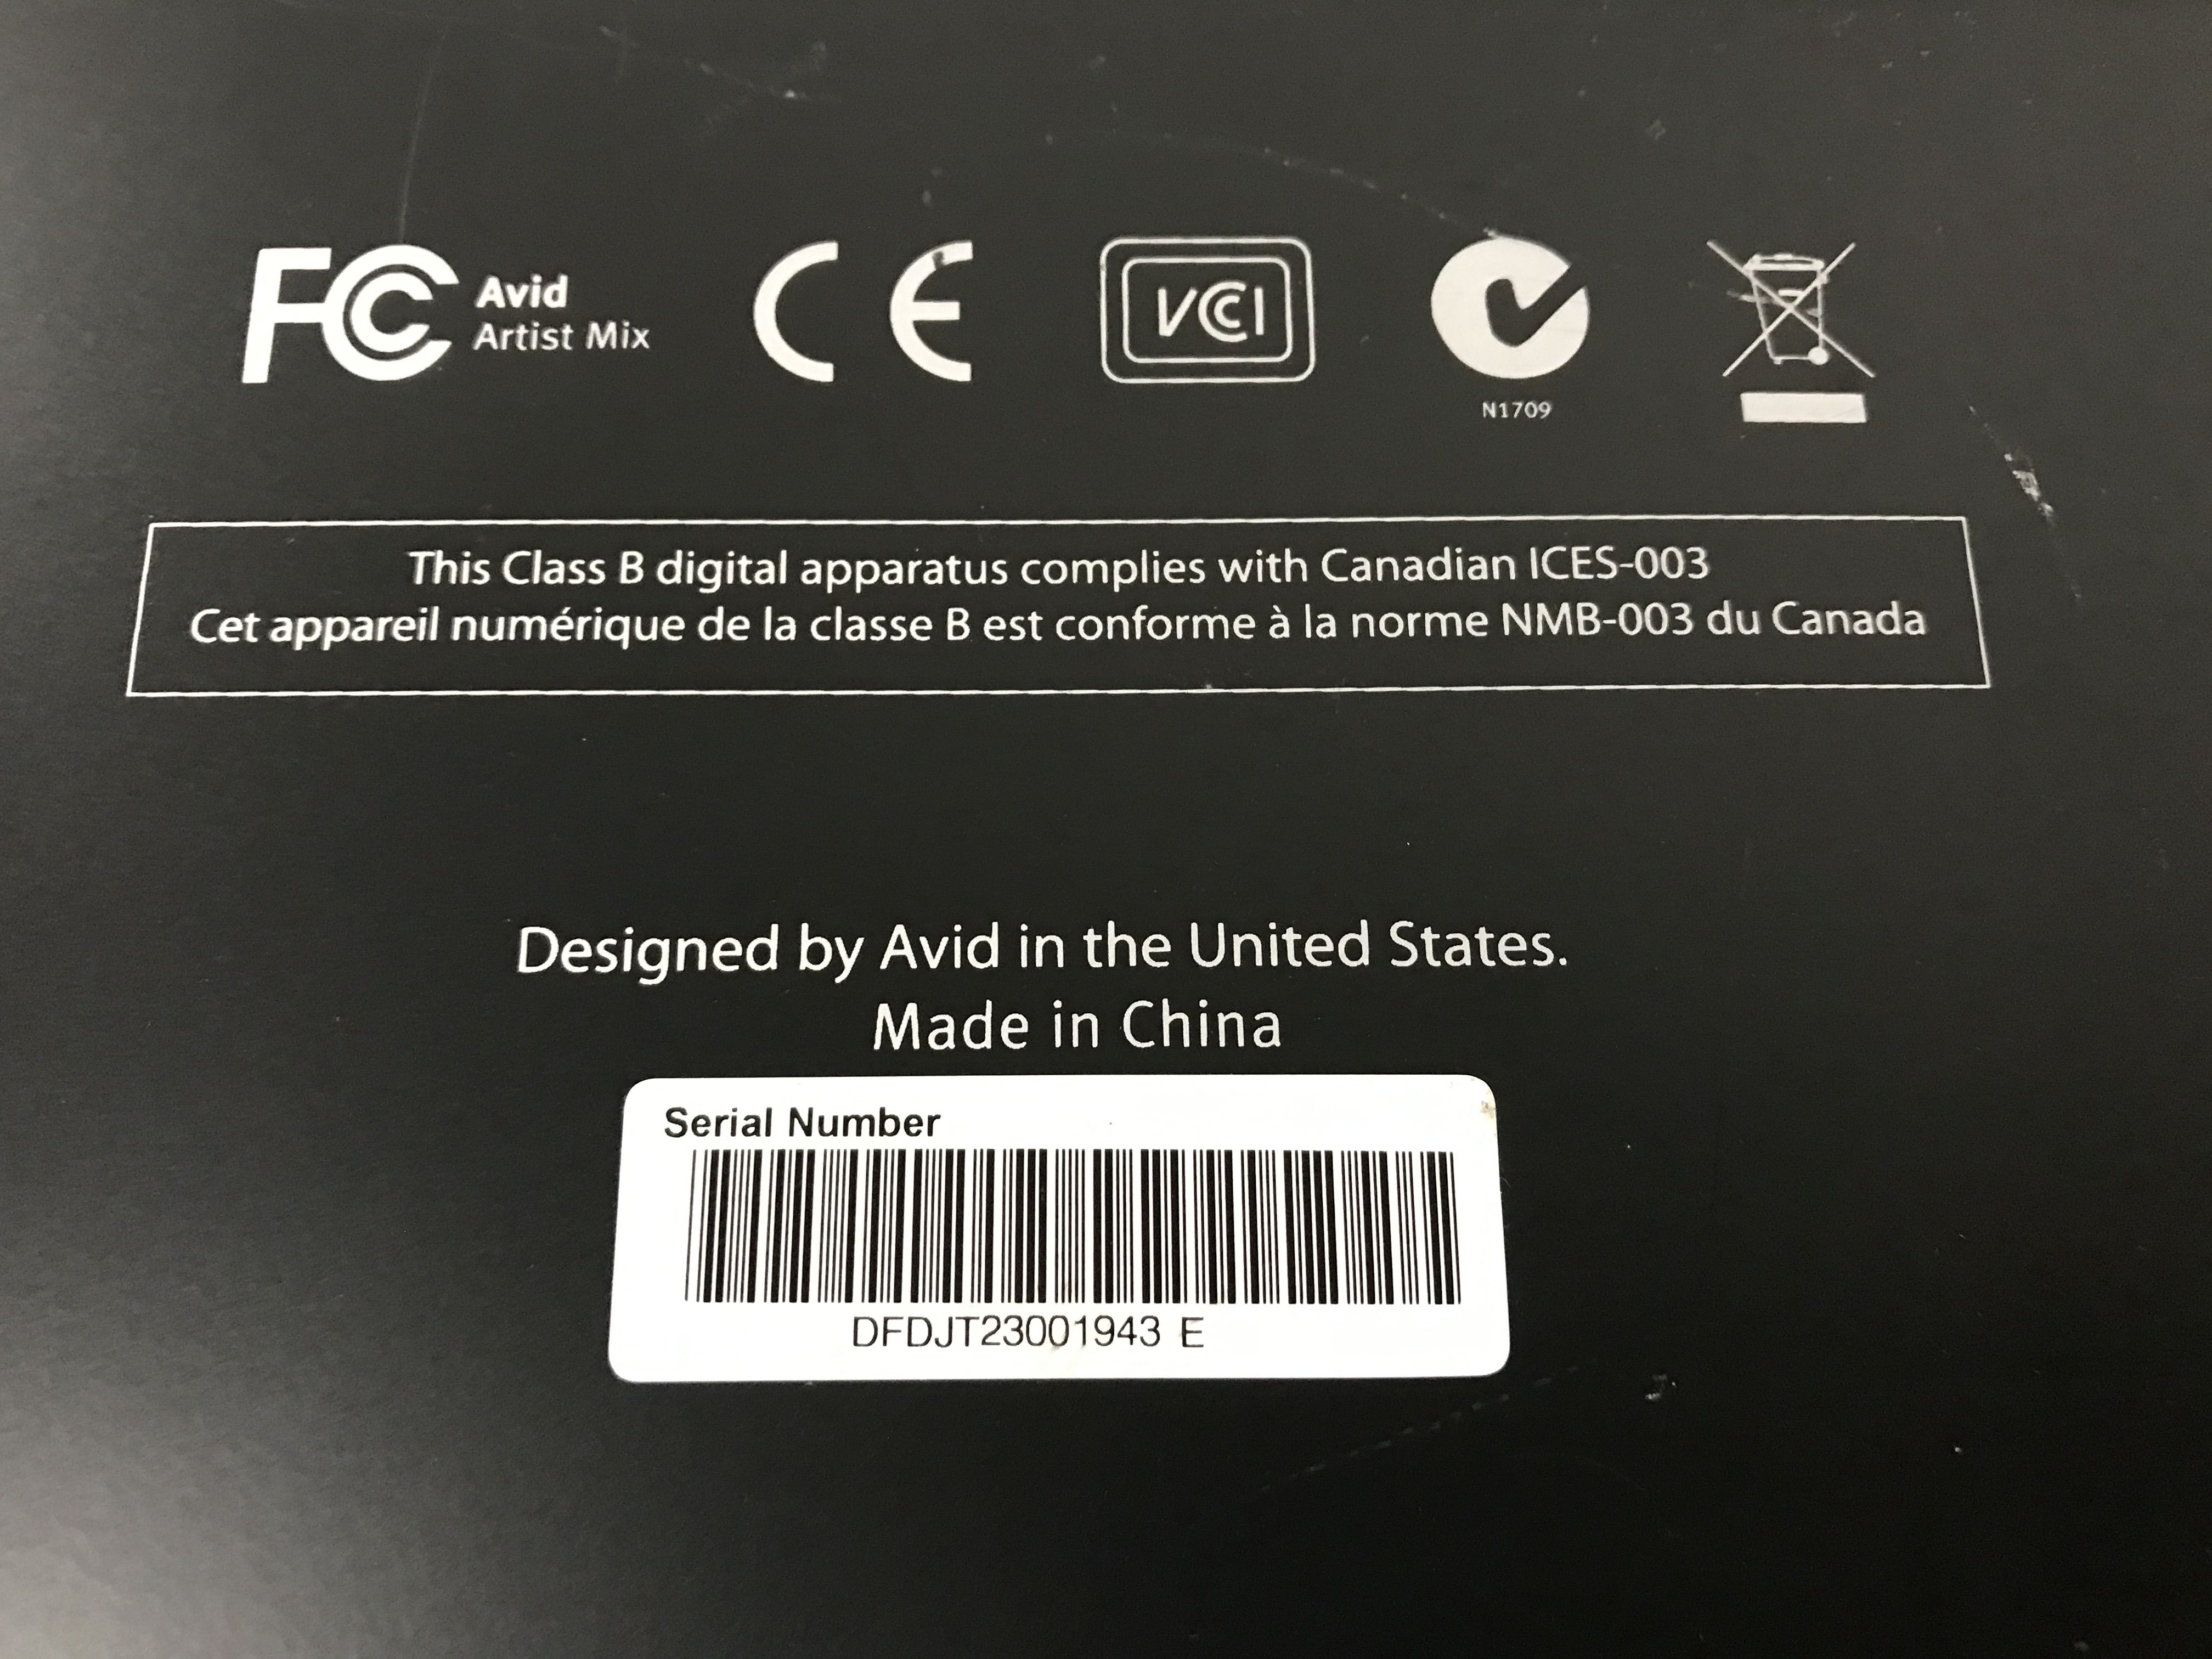 FC Avid
Artist Mix
CE
VCCI
N1709
This Class B digital apparatus complies with Canadian ICES-003
Cet appareil numérique de la classe B est conforme à la norme NMB-003 du Canada
Designed by Avid in the United States.
Made in China
Serial Number
DFDJT23001943 E